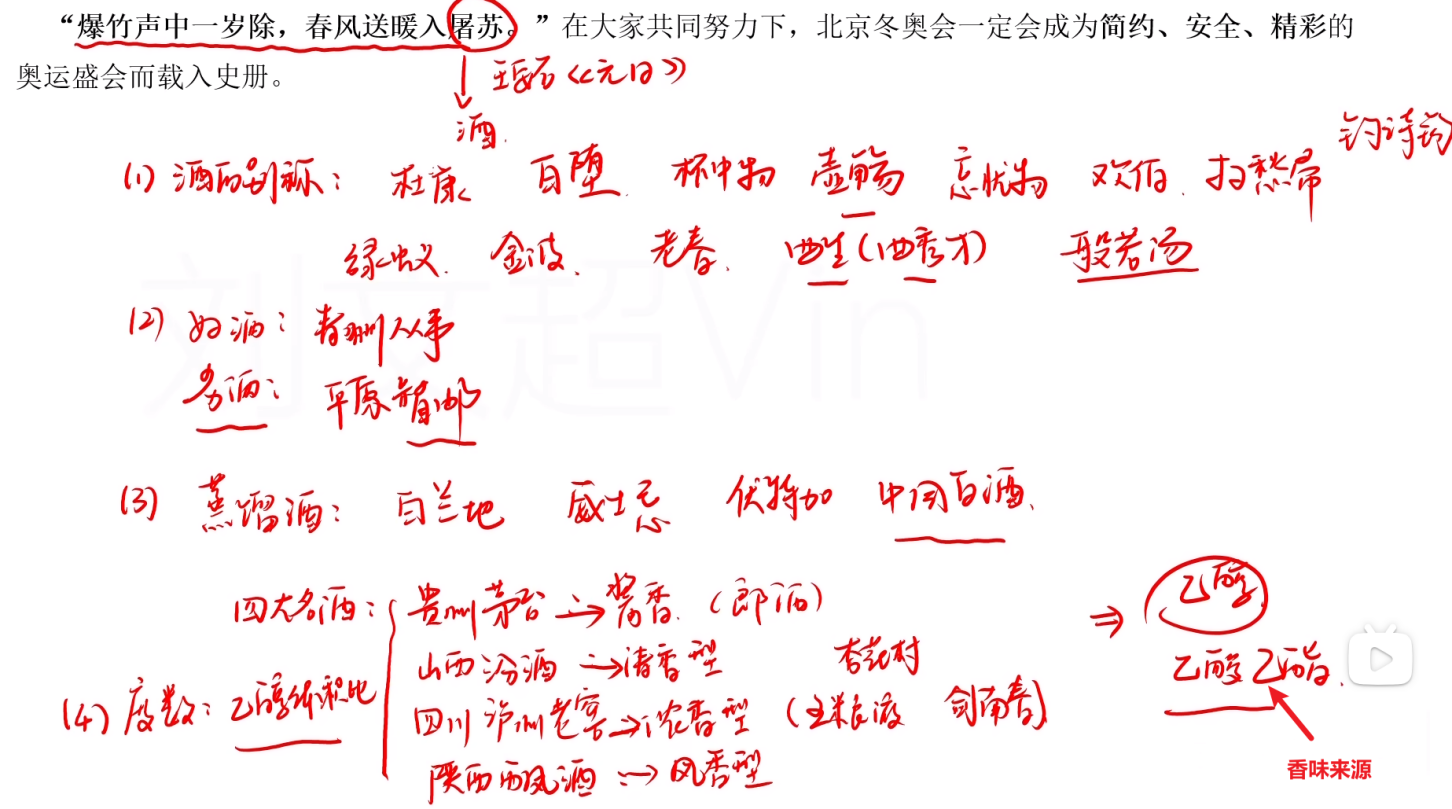 “爆竹声中一岁除，春风送暖入屠苏。”在大家共同努力下，北京冬奥会一定会成为简约、安全、精彩的
奥运盛会而载入史册。
王安石《元日》
酒.
钓诗钩
(1) 酒的别称：杜康 白堕. 杯中物 壶觞 忘忧物 欢伯. 扫愁帚
绿蚁. 金波、 老春. 曲生(曲秀才) 般若汤
(2) 好酒：青州从事
劣酒： 平原督邮
(3) 蒸馏酒： 白兰地 威士忌 伏特加 中国白酒.
四大名酒： 贵州茅台→酱香. (郎酒)
⇒ 乙醇
山西汾酒→清香型 杏花村
乙酸乙酯.
(4) 度数：乙醇体积比
四川泸州老窖→浓香型 (五粮液 剑南春)
陕西西凤酒→凤香型
香味来源
刘 超Vin